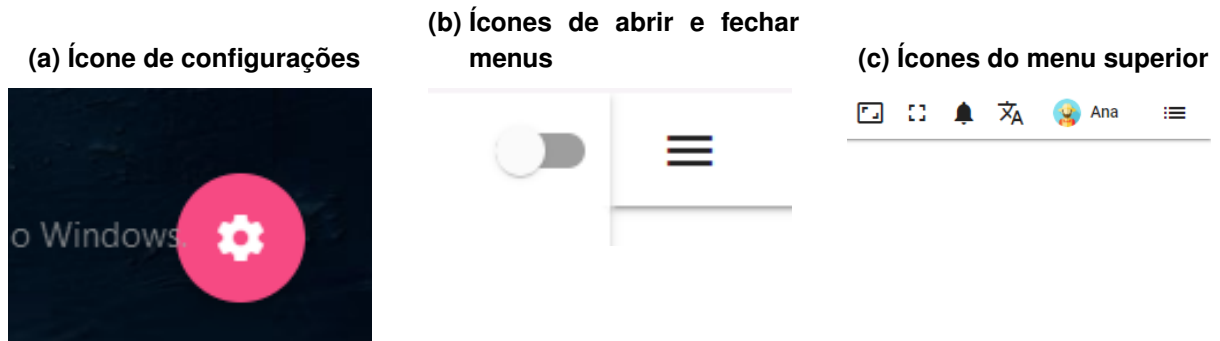 (a) Ícone de configurações
(b) Ícones de abrir e fechar
menus
(c) Ícones do menu superior
o Windows.
Ana